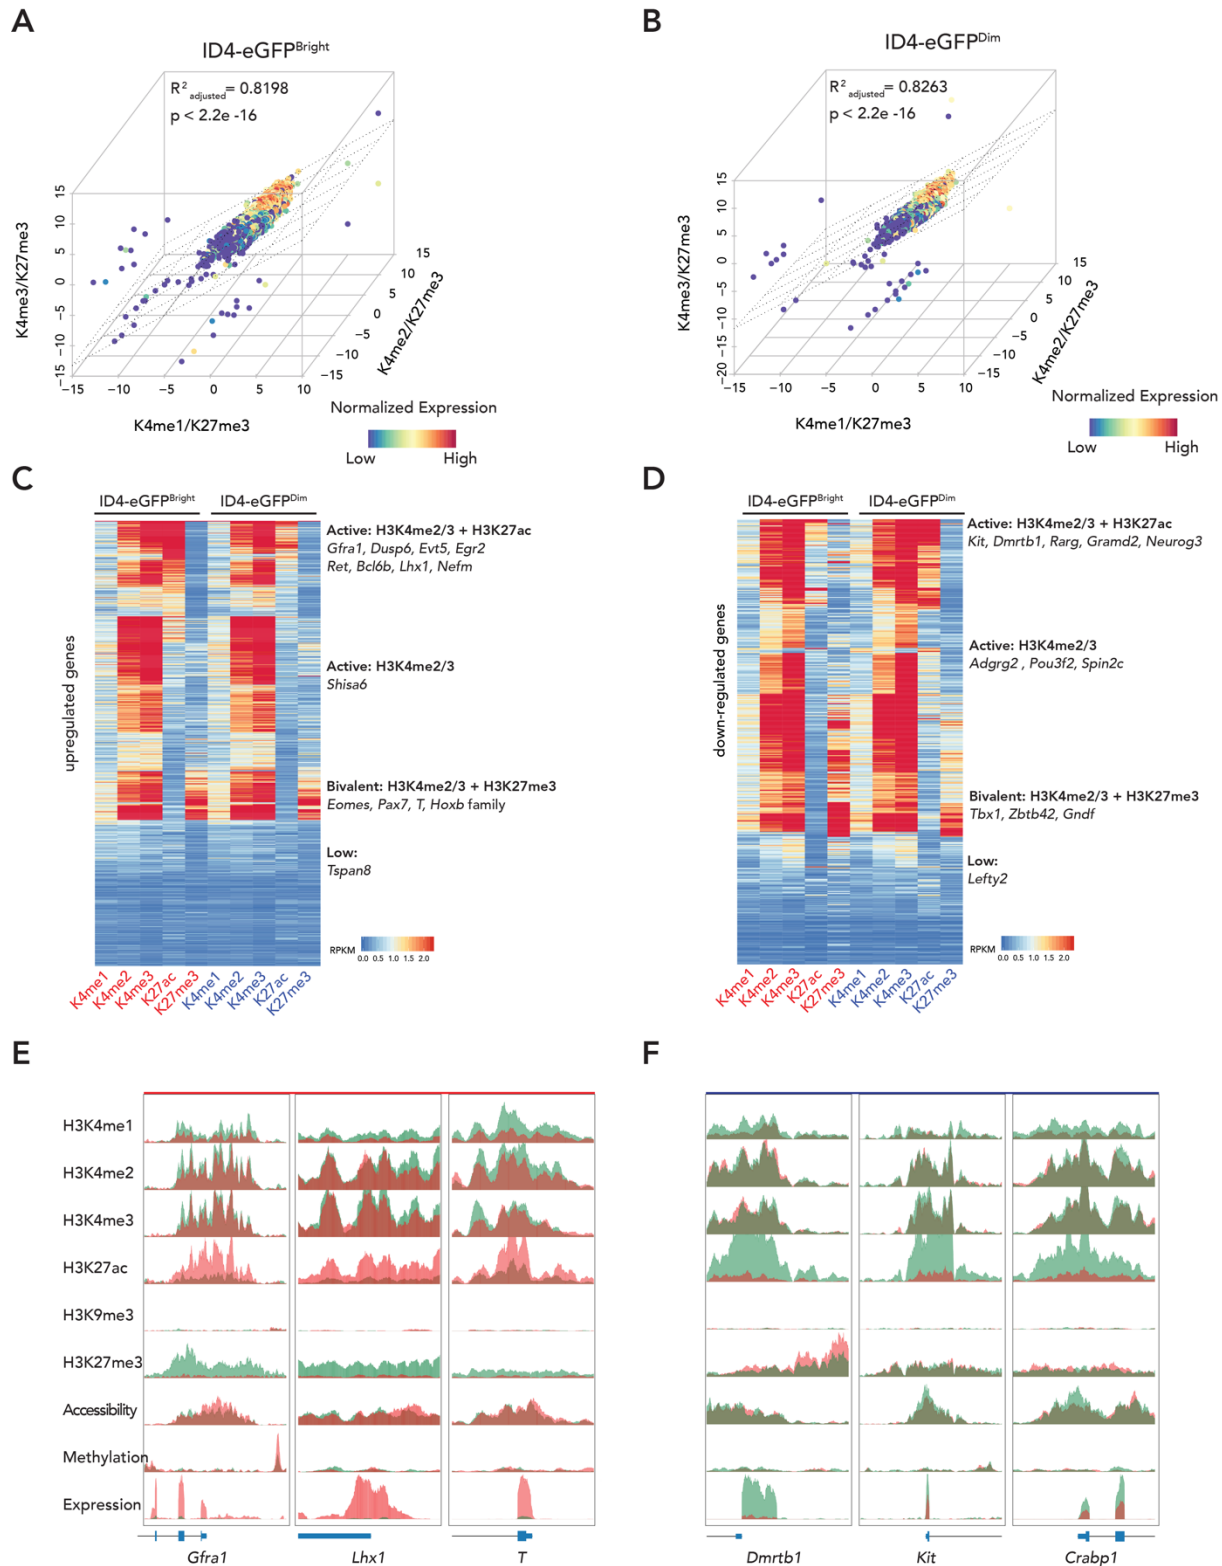 A
ID4-eGFPBright
R2 adjusted = 0.8198
p < 2.2e -16
K4me3/K27me3
15
10
5
0
−5
−10
−15
−15
−10
−5
0
5
10
K4me1/K27me3
15
10
5
0
−5
−10
−15
K4me2/K27me3
Normalized Expression
Low
High
B
ID4-eGFPDim
R2 adjusted = 0.8263
p < 2.2e -16
K4me3/K27me3
15
10
5
0
−5
−10
−15
−20
−15
−10
−5
0
5
10
K4me1/K27me3
15
10
5
0
−5
−10
−15
K4me2/K27me3
Normalized Expression
Low
High
C
ID4-eGFPBright
ID4-eGFPDim
upregulated genes
Active: H3K4me2/3 + H3K27ac
Gfra1, Dusp6, Evt5, Egr2
Ret, Bcl6b, Lhx1, Nefm
Active: H3K4me2/3
Shisa6
Bivalent: H3K4me2/3 + H3K27me3
Eomes, Pax7, T, Hoxb family
Low:
Tspan8
RPKM
0.0 0.5 1.0 1.5 2.0
K4me1
K4me2
K4me3
K27ac
K27me3
K4me1
K4me2
K4me3
K27ac
K27me3
D
ID4-eGFPBright
ID4-eGFPDim
down-regulated genes
Active: H3K4me2/3 + H3K27ac
Kit, Dmrtb1, Rarg, Gramd2, Neurog3
Active: H3K4me2/3
Adgrg2 , Pou3f2, Spin2c
Bivalent: H3K4me2/3 + H3K27me3
Tbx1, Zbtb42, Gndf
Low:
Lefty2
RPKM
0.0 0.5 1.0 1.5 2.0
K4me1
K4me2
K4me3
K27ac
K27me3
K4me1
K4me2
K4me3
K27ac
K27me3
E
H3K4me1
H3K4me2
H3K4me3
H3K27ac
H3K9me3
H3K27me3
Accessibility
Methylation
Expression
Gfra1
Lhx1
T
F
Dmrtb1
Kit
Crabp1